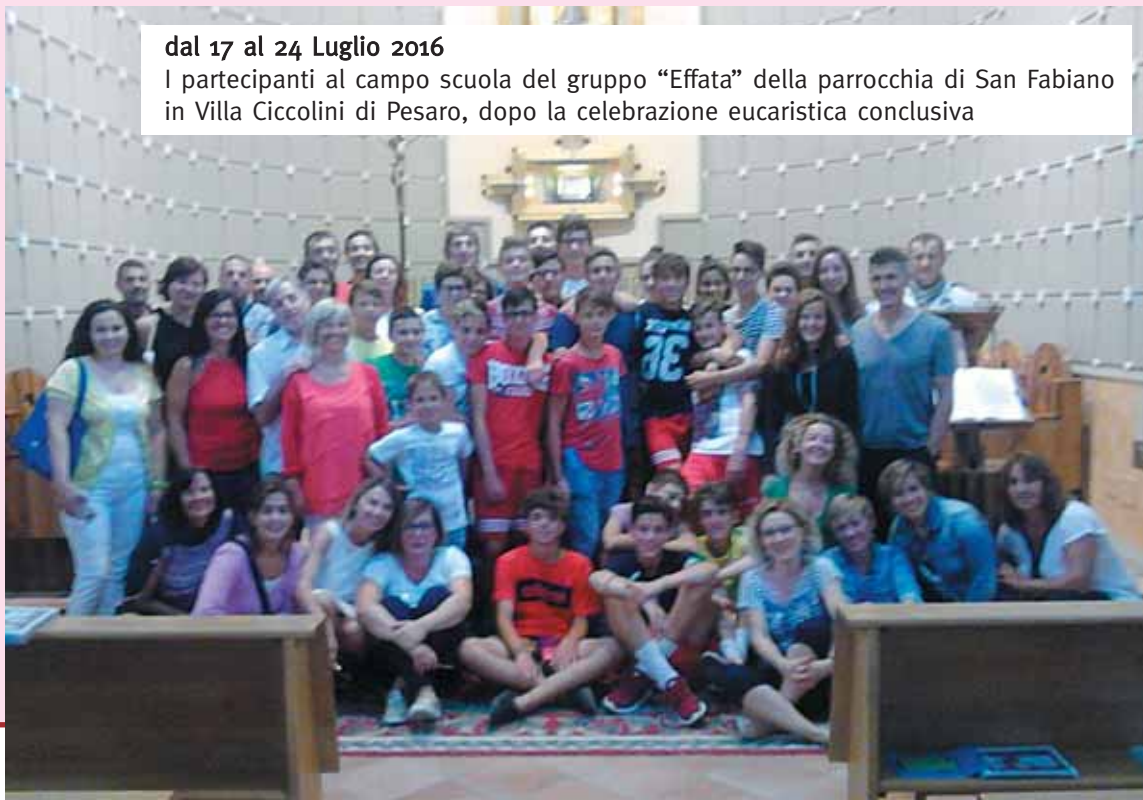 dal 17 al 24 Luglio 2016
I partecipanti al campo scuola del gruppo “Effata” della parrocchia di San Fabiano
in Villa Ciccolini di Pesaro, dopo la celebrazione eucaristica conclusiva